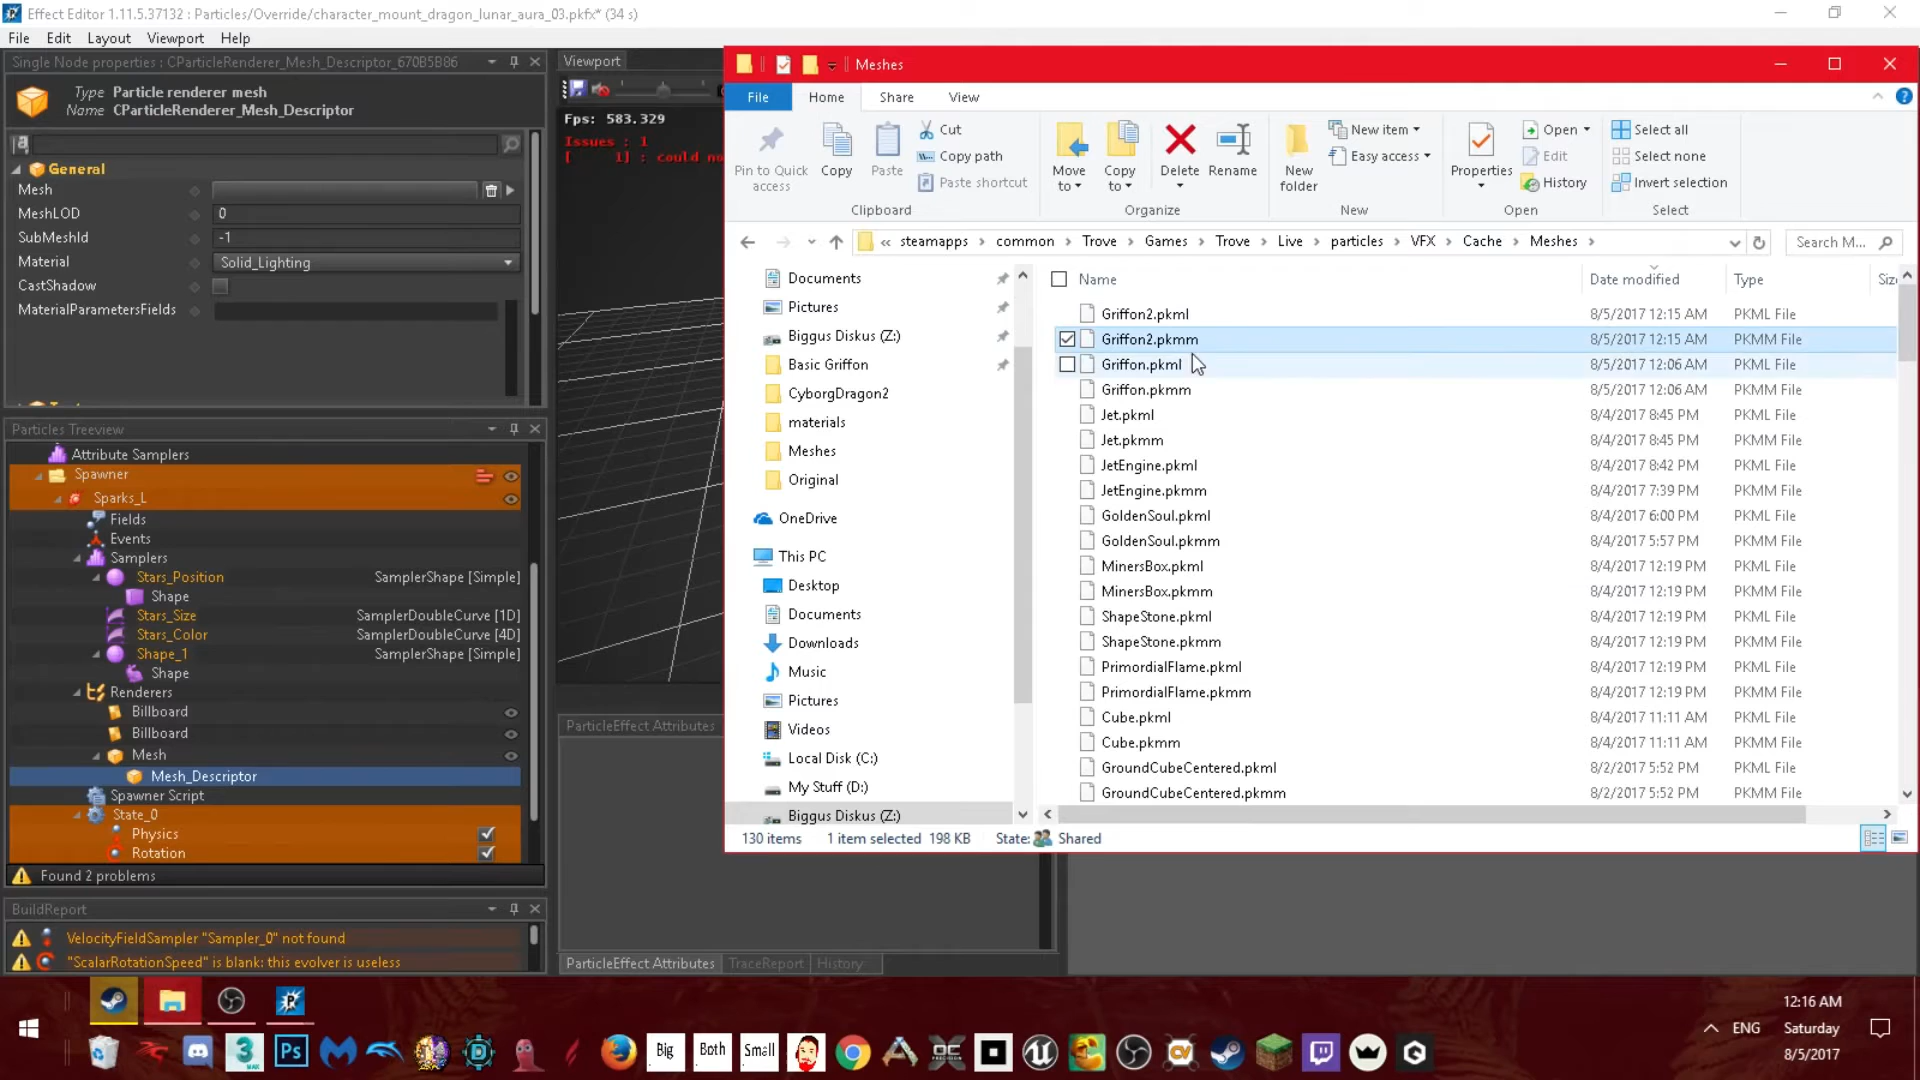 Effect Editor 1.11.5.37132 : Particles/Override/character_mount_dragon_lunar_aura_03.pkfx* (34 s)
File Edit Layout Viewport Help
Single Node properties : CParticleRenderer_Mesh_Descriptor_670B5B86
Type Particle renderer mesh
Name CParticleRenderer_Mesh_Descriptor
General
Mesh
MeshLOD 0
SubMeshId -1
Material Solid_Lighting
CastShadow
MaterialParametersFields
Particles Treeview
Attribute Samplers
Spawner
Sparks_L
Fields
Events
Samplers
Stars_Position SamplerShape [Simple]
Shape
Stars_Size SamplerDoubleCurve [1D]
Stars_Color SamplerDoubleCurve [4D]
Shape_1 SamplerShape [Simple]
Shape
Renderers
Billboard
Billboard
Mesh
Mesh_Descriptor
Spawner Script
State_0
Physics
Rotation
Found 2 problems
BuildReport
VelocityFieldSampler "Sampler_0" not found
"ScalarRotationSpeed" is blank: this evolver is useless
Viewport
Fps: 583.329
Issues : 1
[ 1] : could
ParticleEffect Attributes
ParticleEffect Attributes TraceReport History
Meshes
File Home Share View
Pin to Quick access
Copy
Paste
Cut
Copy path
Paste shortcut
Clipboard
Move to
Copy to
Delete
Rename
Organize
New folder
New item
Easy access
New
Properties
Open
Edit
History
Open
Select all
Select none
Invert selection
Select
« steamapps > common > Trove > Games > Trove > Live > particles > VFX > Cache > Meshes >
Search M...
Documents
Pictures
Biggus Diskus (Z:)
Basic Griffon
CyborgDragon2
materials
Meshes
Original
OneDrive
This PC
Desktop
Documents
Downloads
Music
Pictures
Videos
Local Disk (C:)
My Stuff (D:)
Biggus Diskus (Z:)
Name Date modified Type
Griffon2.pkml 8/5/2017 12:15 AM PKML File
Griffon2.pkmm 8/5/2017 12:15 AM PKMM File
Griffon.pkml 8/5/2017 12:06 AM PKML File
Griffon.pkmm 8/5/2017 12:06 AM PKMM File
Jet.pkml 8/4/2017 8:45 PM PKML File
Jet.pkmm 8/4/2017 8:45 PM PKMM File
JetEngine.pkml 8/4/2017 8:42 PM PKML File
JetEngine.pkmm 8/4/2017 7:39 PM PKMM File
GoldenSoul.pkml 8/4/2017 6:00 PM PKML File
GoldenSoul.pkmm 8/4/2017 5:57 PM PKMM File
MinersBox.pkml 8/4/2017 12:19 PM PKML File
MinersBox.pkmm 8/4/2017 12:19 PM PKMM File
ShapeStone.pkml 8/4/2017 12:19 PM PKML File
ShapeStone.pkmm 8/4/2017 12:19 PM PKMM File
PrimordialFlame.pkml 8/4/2017 12:19 PM PKML File
PrimordialFlame.pkmm 8/4/2017 12:19 PM PKMM File
Cube.pkml 8/4/2017 11:11 AM PKML File
Cube.pkmm 8/4/2017 11:11 AM PKMM File
GroundCubeCentered.pkml 8/2/2017 5:52 PM PKML File
GroundCubeCentered.pkmm 8/2/2017 5:52 PM PKMM File
130 items 1 item selected 198 KB State: Shared
Big Both Small
ENG
12:16 AM
Saturday
8/5/2017